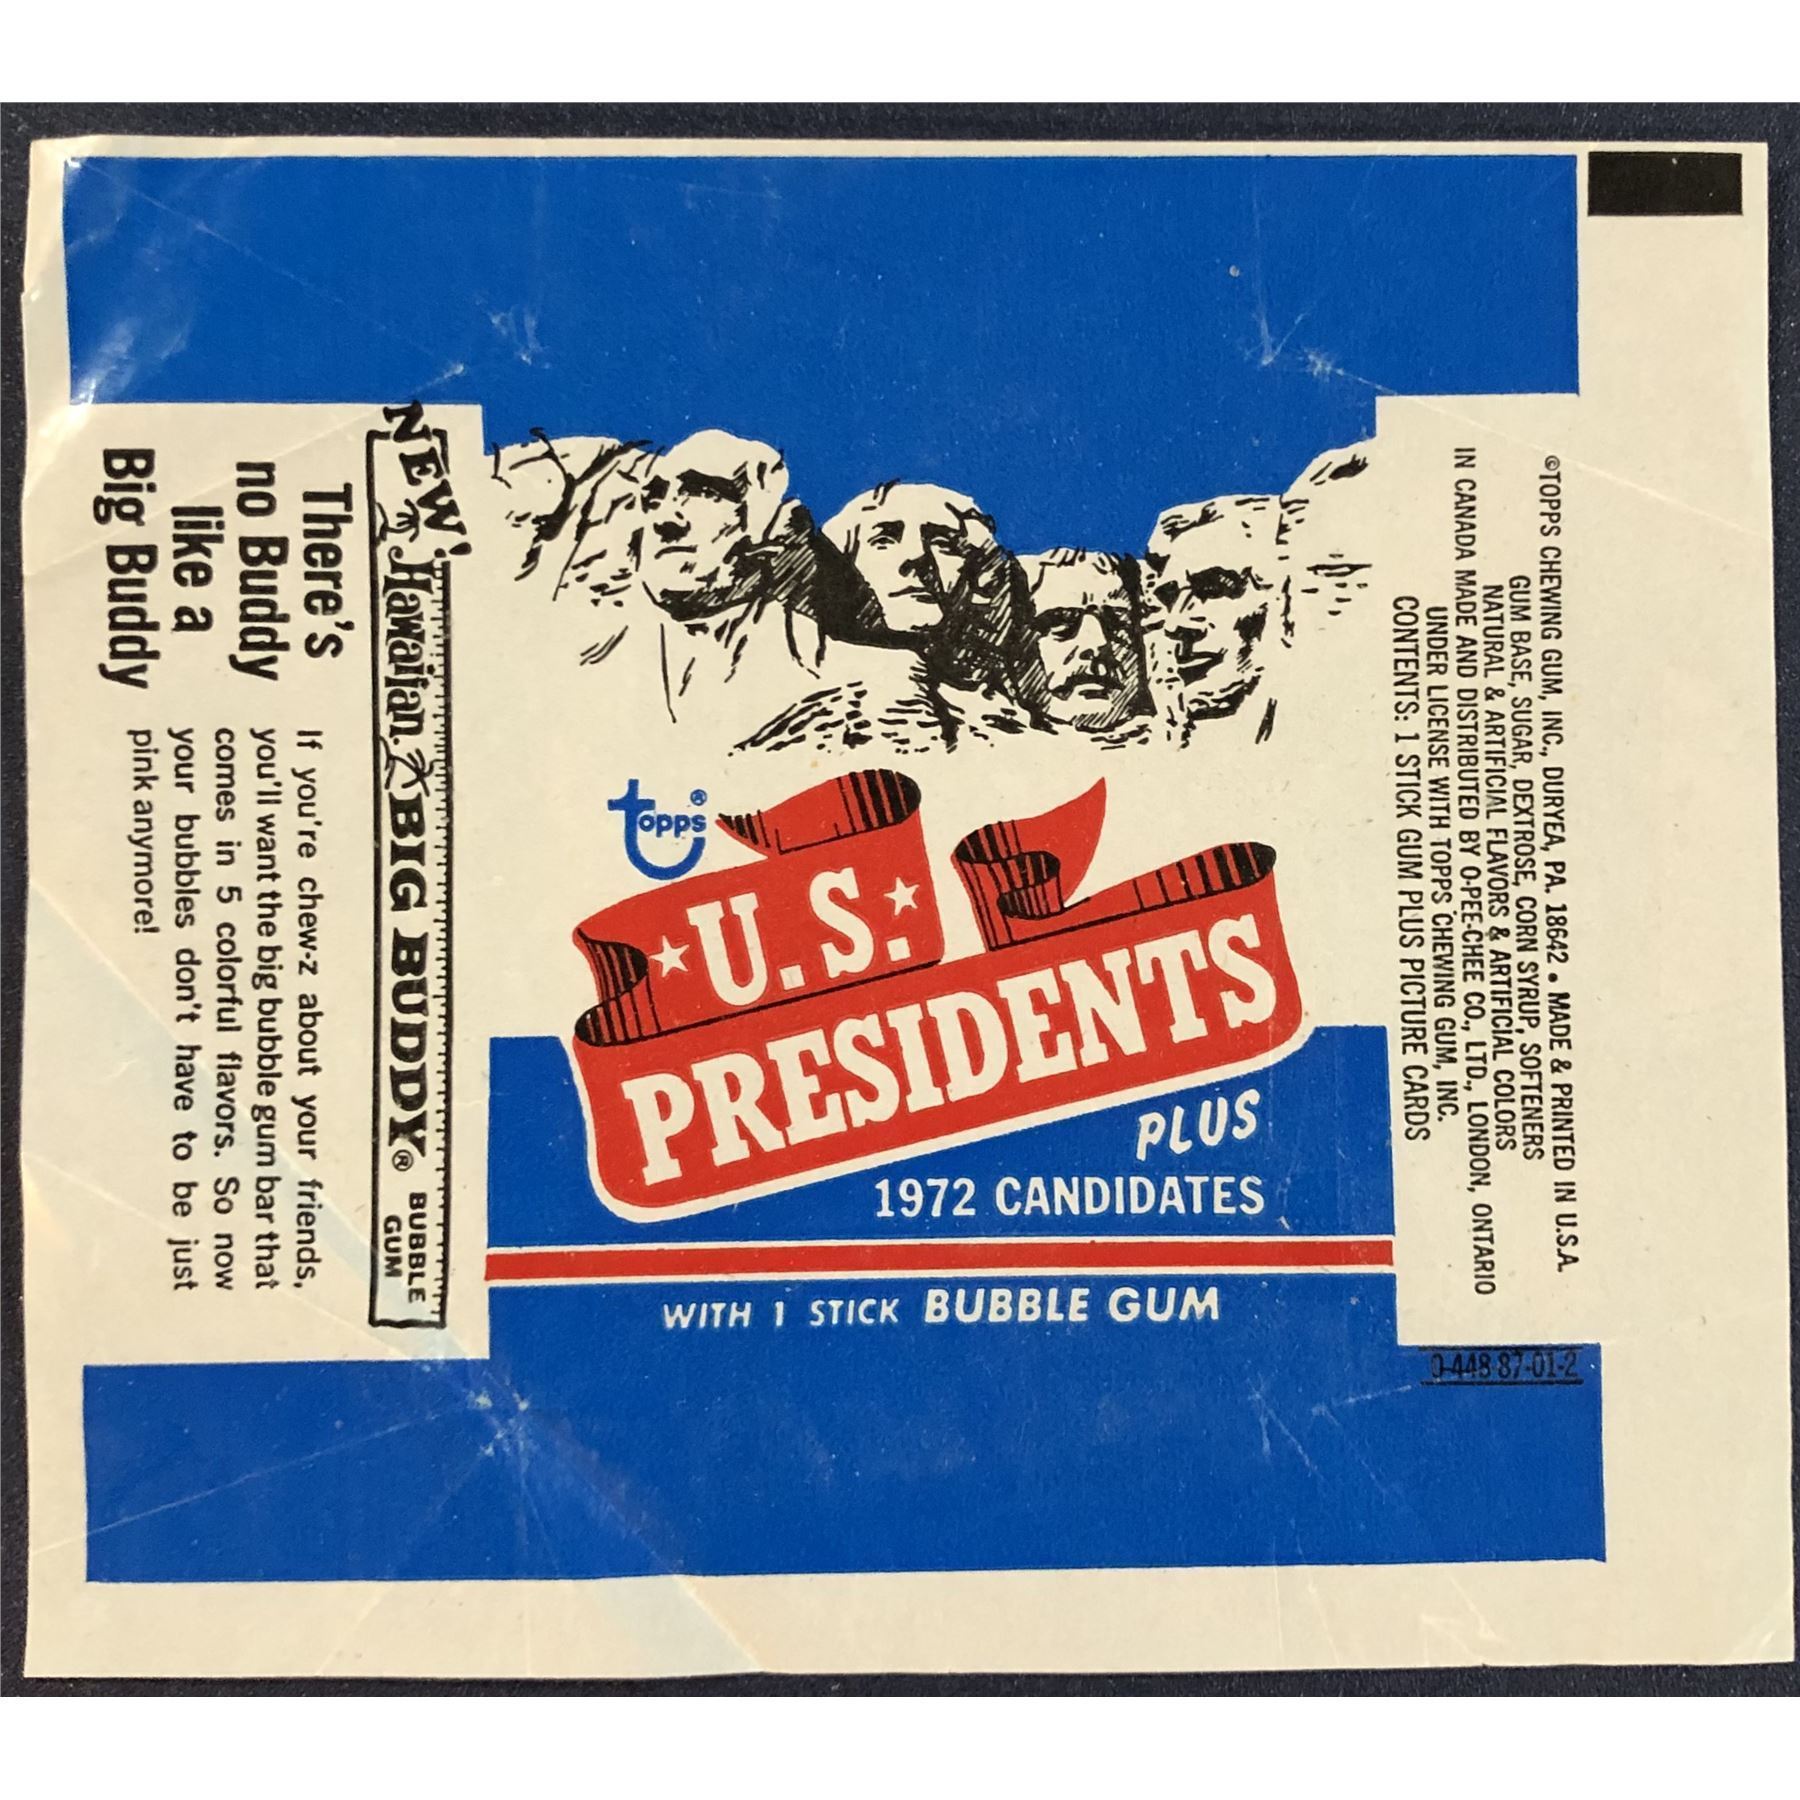 topps®
★ U. S. ★
PRESIDENTS
PLUS
1972 CANDIDATES
WITH 1 STICK BUBBLE GUM
NEW!
Hawaiian BIG BUDDY® BUBBLE
GUM
There's
no Buddy
like a
Big Buddy
If you're chew-z about your friends,
you'll want the big bubble gum bar that
comes in 5 colorful flavors. So now
your bubbles don't have to be just
pink anymore!
©TOPPS CHEWING GUM, INC., DURYEA, PA. 18642 • MADE & PRINTED IN U.S.A.
GUM BASE, SUGAR, DEXTROSE, CORN SYRUP, SOFTENERS
NATURAL & ARTIFICIAL FLAVORS & ARTIFICIAL COLORS
IN CANADA MADE AND DISTRIBUTED BY O-PEE-CHEE CO., LTD., LONDON, ONTARIO
UNDER LICENSE WITH TOPPS CHEWING GUM, INC.
CONTENTS: 1 STICK GUM PLUS PICTURE CARDS
0-448-87-01-2